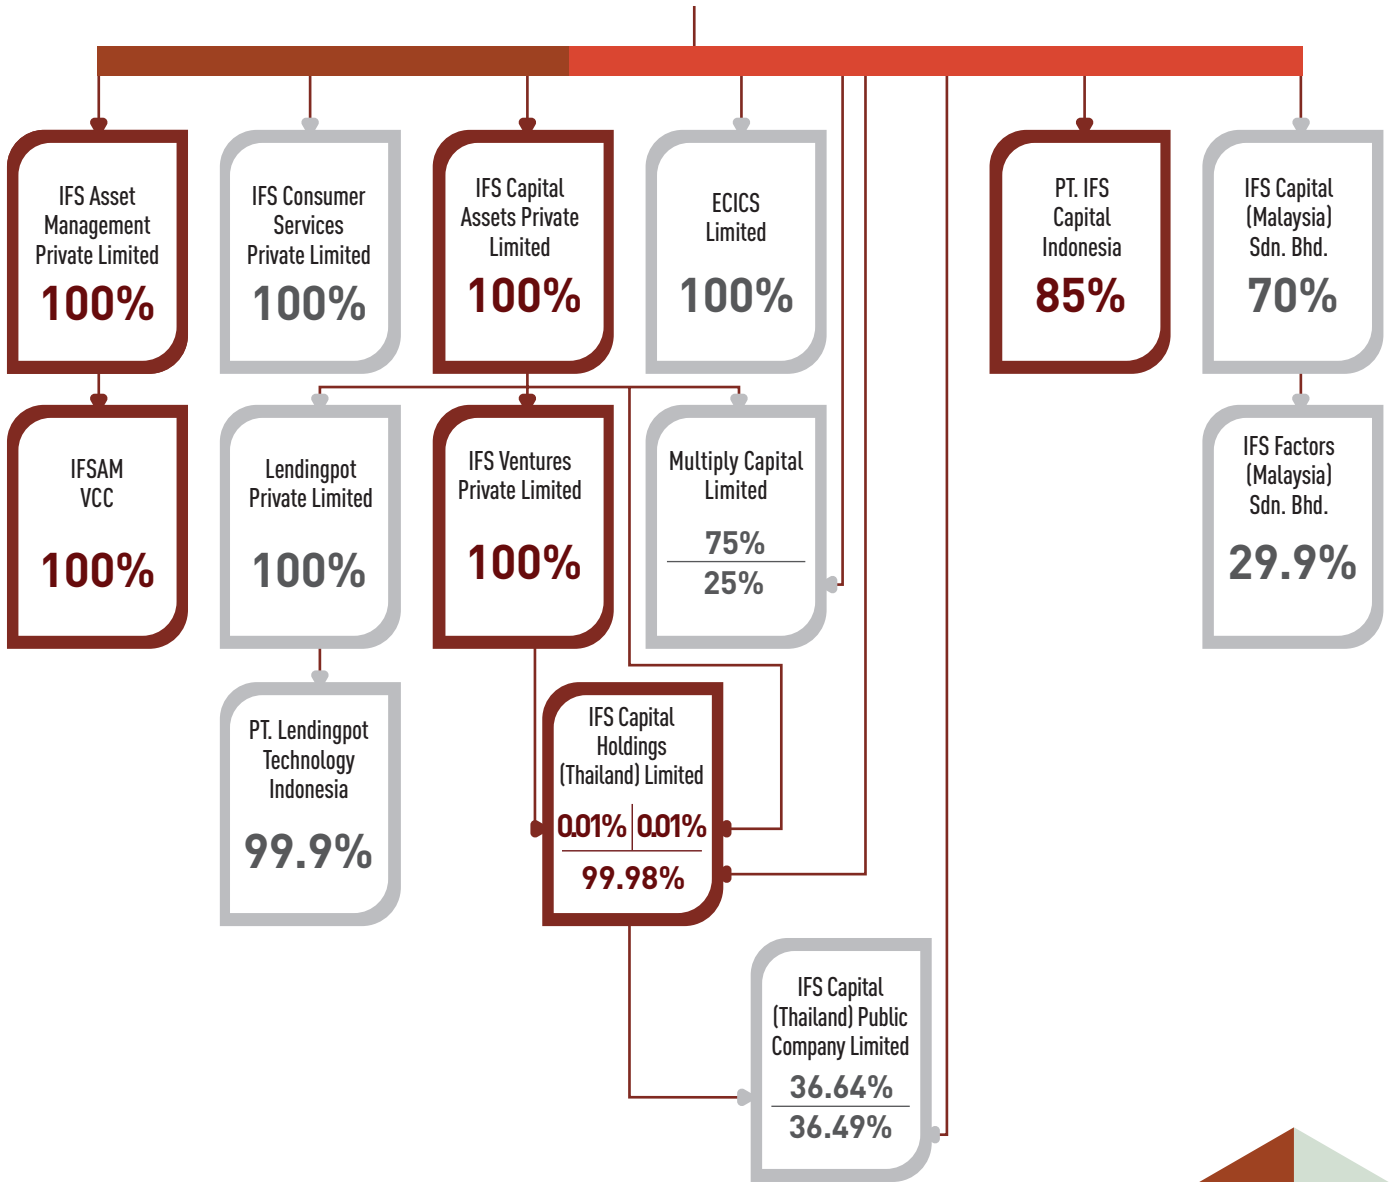 IFS Asset
Management
Private Limited
100%
IFS Consumer
Services
Private Limited
100%
IFS Capital
Assets Private
Limited
100%
ECICS
Limited
100%
PT. IFS
Capital
Indonesia
85%
IFS Capital
(Malaysia)
Sdn. Bhd.
70%
IFSAM
VCC
100%
Lendingpot
Private Limited
100%
IFS Ventures
Private Limited
100%
Multiply Capital
Limited
75%
25%
IFS Factors
(Malaysia)
Sdn. Bhd.
29.9%
PT. Lendingpot
Technology
Indonesia
99.9%
IFS Capital
Holdings
(Thailand) Limited
0.01% 0.01%
99.98%
IFS Capital
(Thailand) Public
Company Limited
36.64%
36.49%